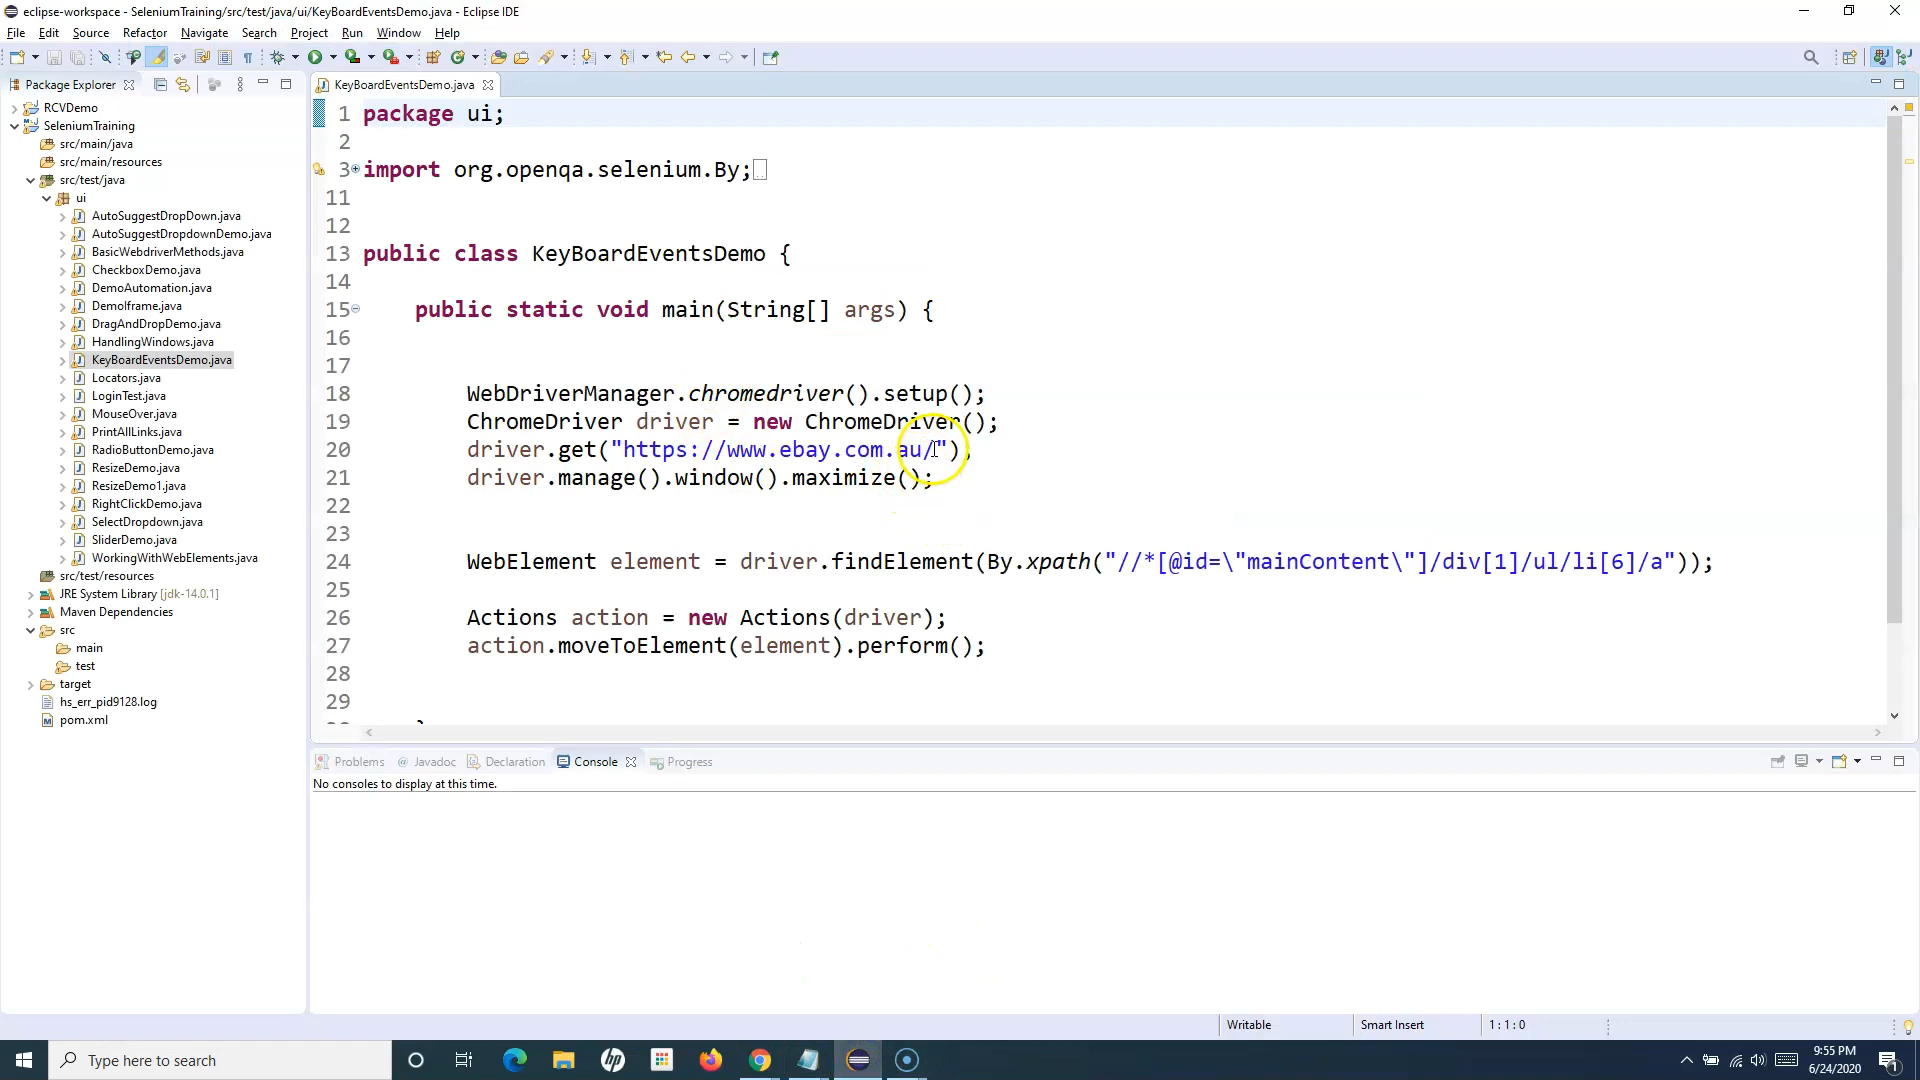 eclipse-workspace - SeleniumTraining/src/test/java/ui/KeyBoardEventsDemo.java - Eclipse IDE
File Edit Source Refactor Navigate Search Project Run Window Help
Package Explorer
KeyBoardEventsDemo.java
RCVDemo
SeleniumTraining
src/main/java
src/main/resources
src/test/java
ui
AutoSuggestDropDown.java
AutoSuggestDropdownDemo.java
BasicWebdriverMethods.java
CheckboxDemo.java
DemoAutomation.java
DemoIframe.java
DragAndDropDemo.java
HandlingWindows.java
KeyBoardEventsDemo.java
Locators.java
LoginTest.java
MouseOver.java
PrintAllLinks.java
RadioButtonDemo.java
ResizeDemo.java
ResizeDemo1.java
RightClickDemo.java
SelectDropdown.java
SliderDemo.java
WorkingWithWebElements.java
src/test/resources
JRE System Library [jdk-14.0.1]
Maven Dependencies
src
main
test
target
hs_err_pid9128.log
pom.xml
1 package ui;
2
3 import org.openqa.selenium.By;
11
12
13 public class KeyBoardEventsDemo {
14
15 public static void main(String[] args) {
16
17
18 WebDriverManager.chromedriver().setup();
19 ChromeDriver driver = new ChromeDriver();
20 driver.get("https://www.ebay.com.au/");
21 driver.manage().window().maximize();
22
23
24 WebElement element = driver.findElement(By.xpath("//*[@id=\"mainContent\"]/div[1]/ul/li[6]/a"));
25
26 Actions action = new Actions(driver);
27 action.moveToElement(element).perform();
28
29
Problems Javadoc Declaration Console Progress
No consoles to display at this time.
Writable Smart Insert 1 : 1 : 0
Type here to search
9:55 PM
6/24/2020